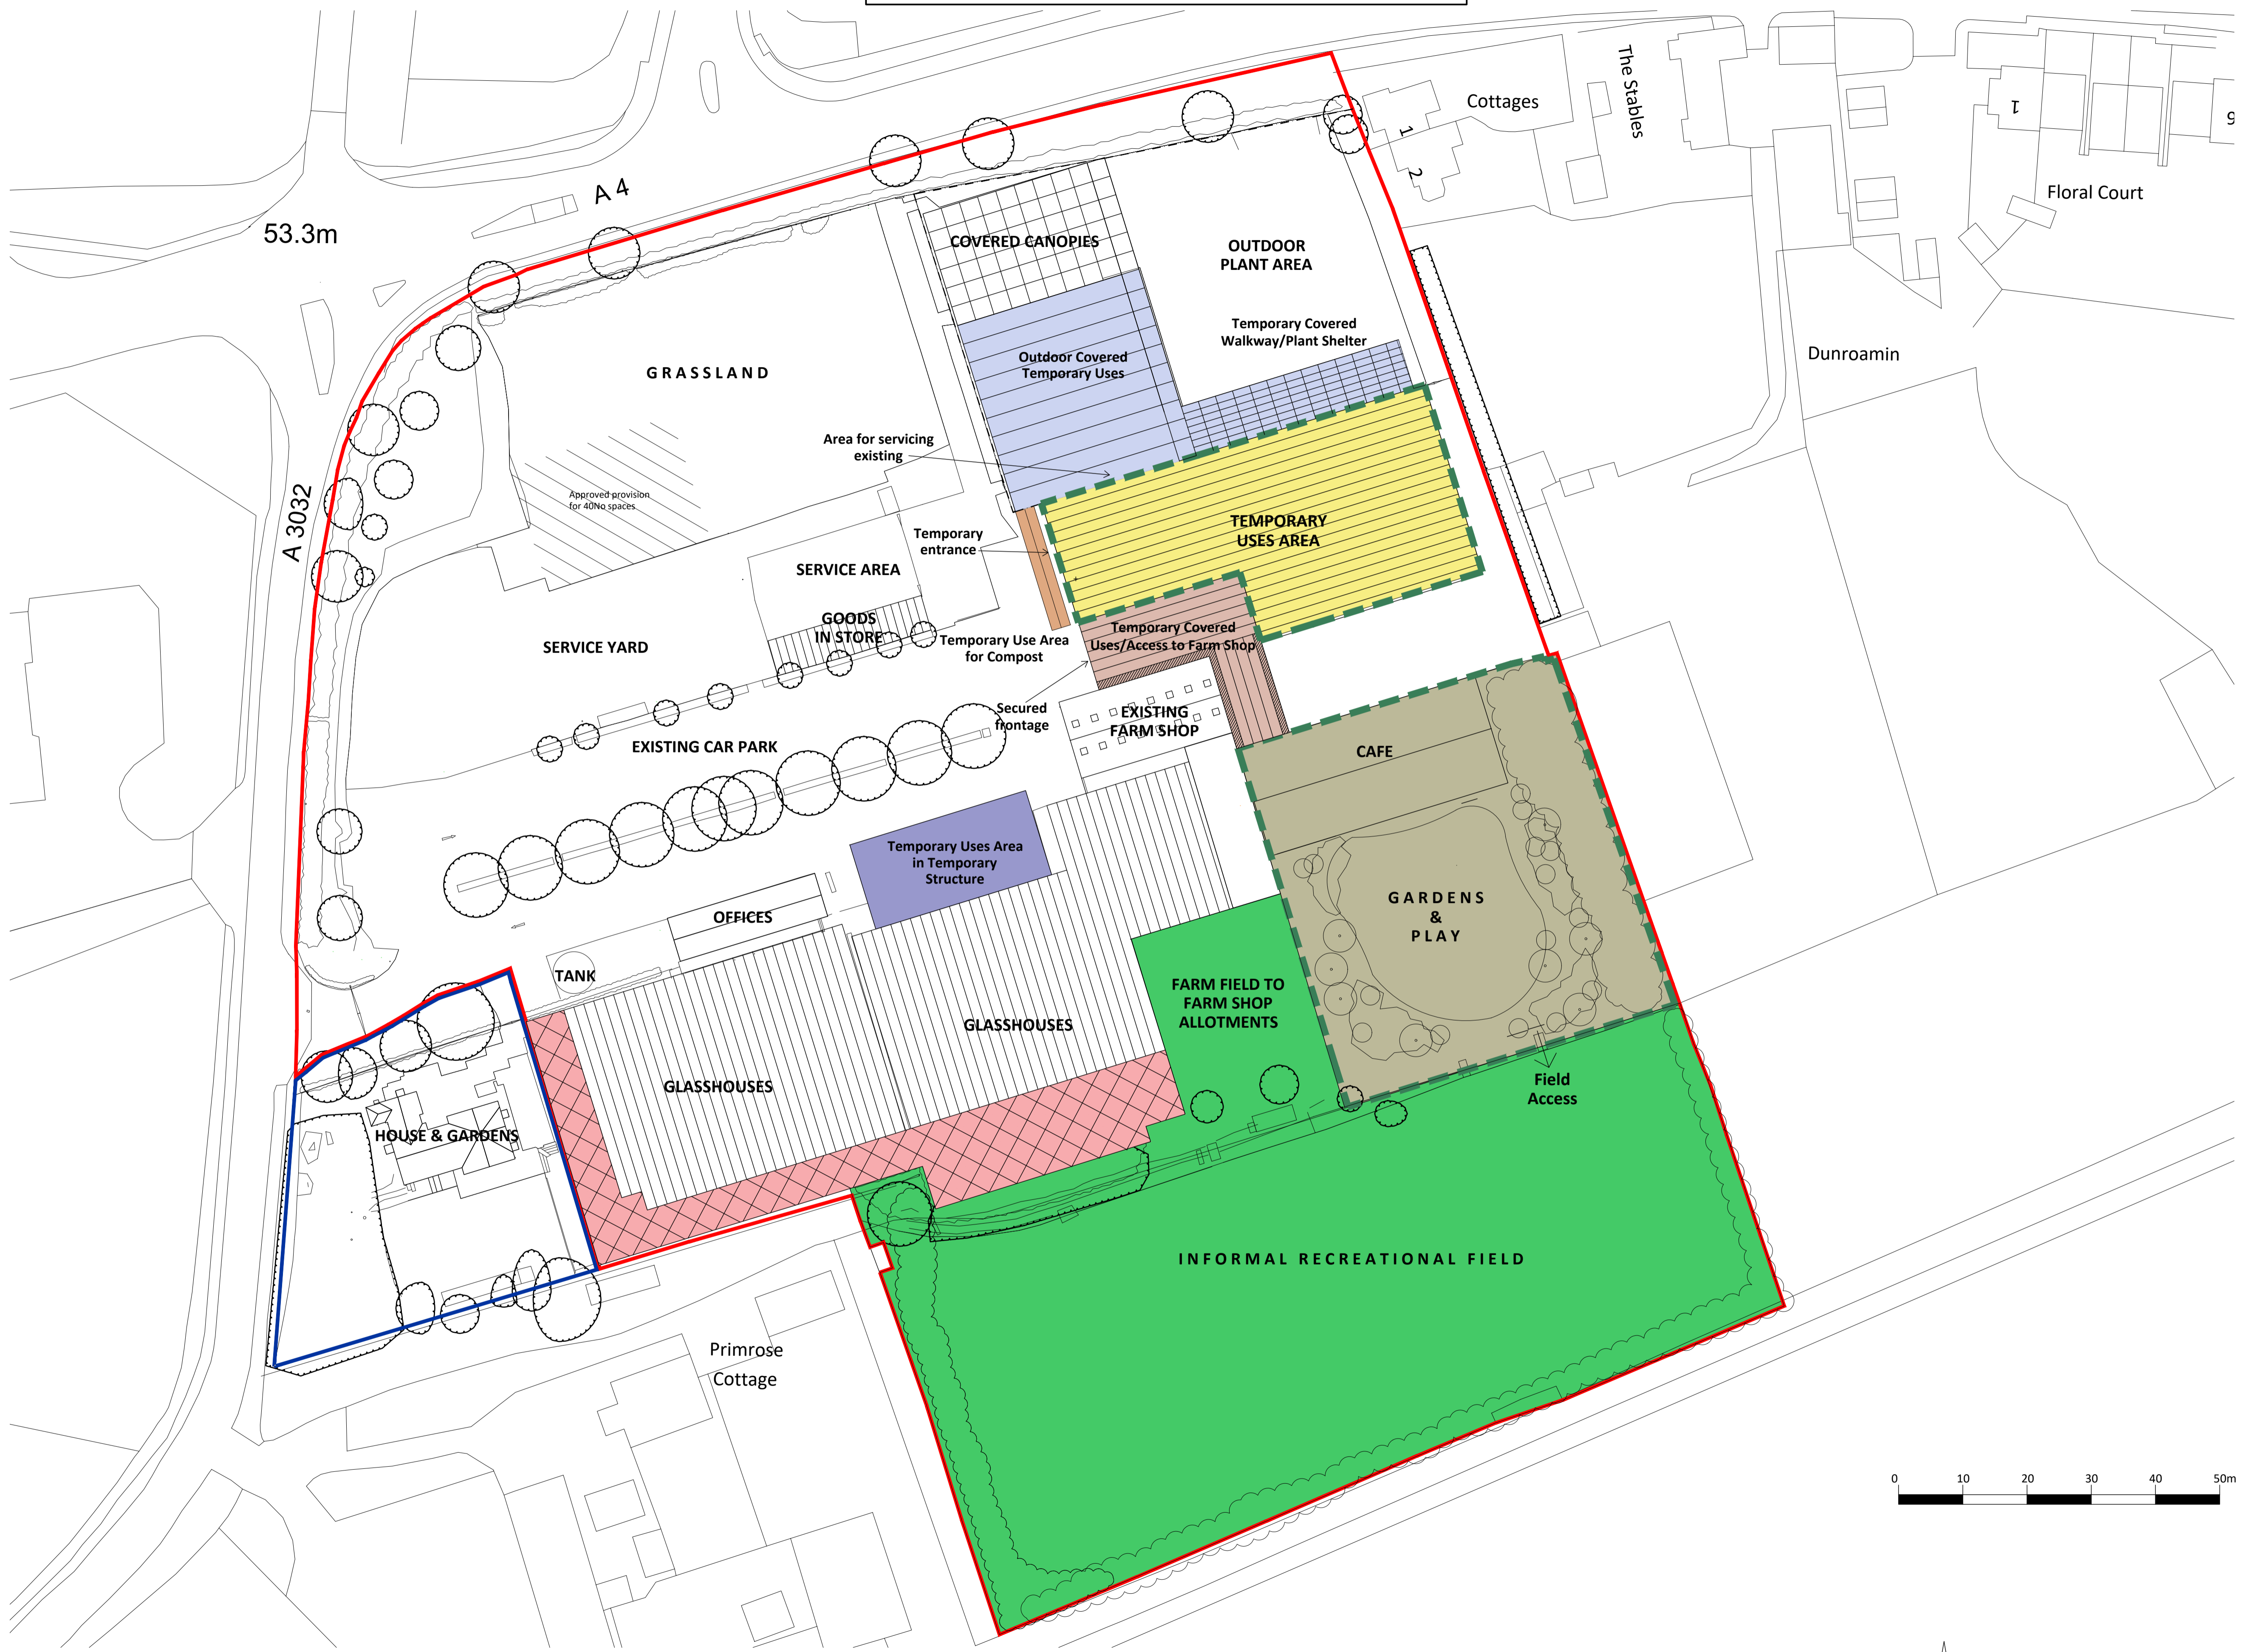 Cottages
The Stables
1
2
1
6
Floral Court
Dunroamin
A 4
53.3m
A 3032
COVERED CANOPIES
OUTDOOR
PLANT AREA
Temporary Covered
Walkway/Plant Shelter
Outdoor Covered
Temporary Uses
GRASSLAND
Area for servicing
existing
Approved provision
for 40No spaces
TEMPORARY
USES AREA
Temporary
entrance
SERVICE AREA
GOODS
IN STORE
SERVICE YARD
Temporary Use Area
for Compost
Temporary Covered
Uses/Access to Farm Shop
Secured
frontage
EXISTING
FARM SHOP
EXISTING CAR PARK
CAFE
Temporary Uses Area
in Temporary
Structure
OFFICES
GARDENS
&
PLAY
TANK
FARM FIELD TO
FARM SHOP
ALLOTMENTS
GLASSHOUSES
GLASSHOUSES
Field
Access
HOUSE & GARDENS
INFORMAL RECREATIONAL FIELD
Primrose
Cottage
0 10 20 30 40 50m